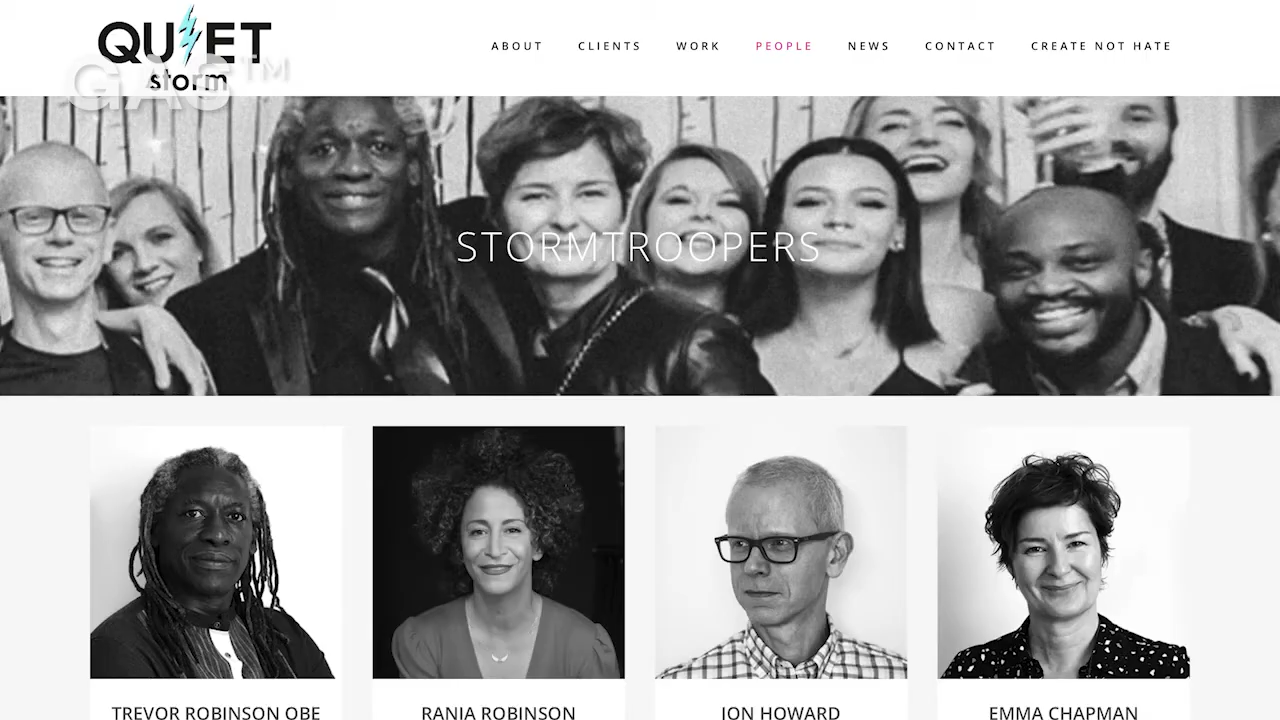 QUIET
storm
GAS™
ABOUT CLIENTS WORK PEOPLE NEWS CONTACT CREATE NOT HATE
STORMTROOPERS
TREVOR ROBINSON OBE
RANIA ROBINSON
JON HOWARD
EMMA CHAPMAN